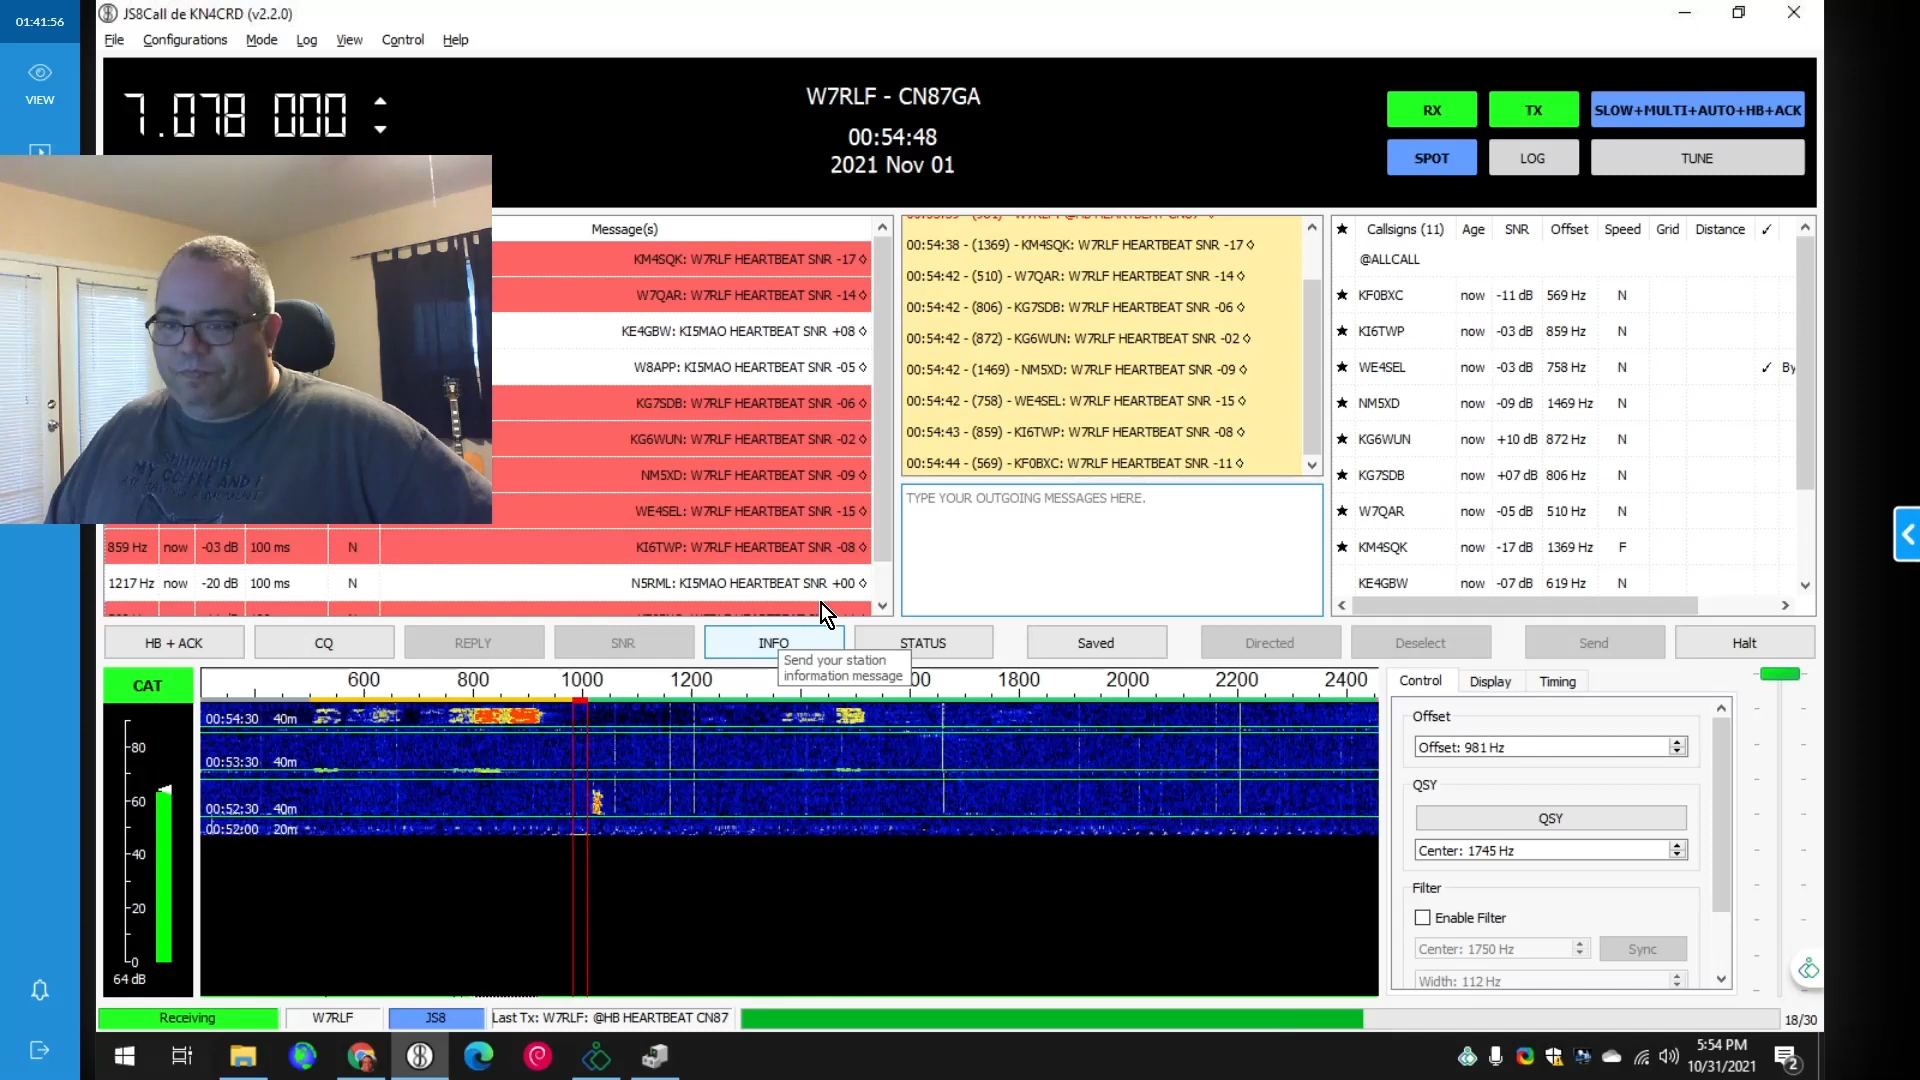 01:41:56
JS8Call de KN4CRD (v2.2.0)
File Configurations Mode Log View Control Help
VIEW
7.078 000
W7RLF - CN87GA
00:54:48
2021 Nov 01
RX TX SLOW+MULTI+AUTO+HB+ACK
SPOT LOG TUNE
Message(s)
KM4SQK: W7RLF HEARTBEAT SNR -17 ♢
W7QAR: W7RLF HEARTBEAT SNR -14 ♢
KE4GBW: KI5MAO HEARTBEAT SNR +08 ♢
W8APP: KI5MAO HEARTBEAT SNR -05 ♢
KG7SDB: W7RLF HEARTBEAT SNR -06 ♢
KG6WUN: W7RLF HEARTBEAT SNR -02 ♢
NM5XD: W7RLF HEARTBEAT SNR -09 ♢
WE4SEL: W7RLF HEARTBEAT SNR -15 ♢
859 Hz now -03 dB 100 ms N KI6TWP: W7RLF HEARTBEAT SNR -08 ♢
1217 Hz now -20 dB 100 ms N N5RML: KI5MAO HEARTBEAT SNR +00 ♢
00:54:38 - (1369) - KM4SQK: W7RLF HEARTBEAT SNR -17 ♢
00:54:42 - (510) - W7QAR: W7RLF HEARTBEAT SNR -14 ♢
00:54:42 - (806) - KG7SDB: W7RLF HEARTBEAT SNR -06 ♢
00:54:42 - (872) - KG6WUN: W7RLF HEARTBEAT SNR -02 ♢
00:54:42 - (1469) - NM5XD: W7RLF HEARTBEAT SNR -09 ♢
00:54:42 - (758) - WE4SEL: W7RLF HEARTBEAT SNR -15 ♢
00:54:43 - (859) - KI6TWP: W7RLF HEARTBEAT SNR -08 ♢
00:54:44 - (569) - KF0BXC: W7RLF HEARTBEAT SNR -11 ♢
TYPE YOUR OUTGOING MESSAGES HERE.
★ Callsigns (11) Age SNR Offset Speed Grid Distance ✓
@ALLCALL
★ KF0BXC now -11 dB 569 Hz N
★ KI6TWP now -03 dB 859 Hz N
★ WE4SEL now -03 dB 758 Hz N ✓ By
★ NM5XD now -09 dB 1469 Hz N
★ KG6WUN now +10 dB 872 Hz N
★ KG7SDB now +07 dB 806 Hz N
★ W7QAR now -05 dB 510 Hz N
★ KM4SQK now -17 dB 1369 Hz F
KE4GBW now -07 dB 619 Hz N
HB + ACK CQ REPLY SNR INFO STATUS Saved Directed Deselect Send Halt
Send your station
information message
CAT
80
60
40
20
0
64 dB
600 800 1000 1200 00 1800 2000 2200 2400
00:54:30 40m
00:53:30 40m
00:52:30 40m
00:52:00 20m
Control Display Timing
Offset
Offset: 981 Hz
QSY
QSY
Center: 1745 Hz
Filter
Enable Filter
Center: 1750 Hz Sync
Width: 112 Hz
Receiving W7RLF JS8 Last Tx: W7RLF: @HB HEARTBEAT CN87 18/30
5:54 PM
10/31/2021
2